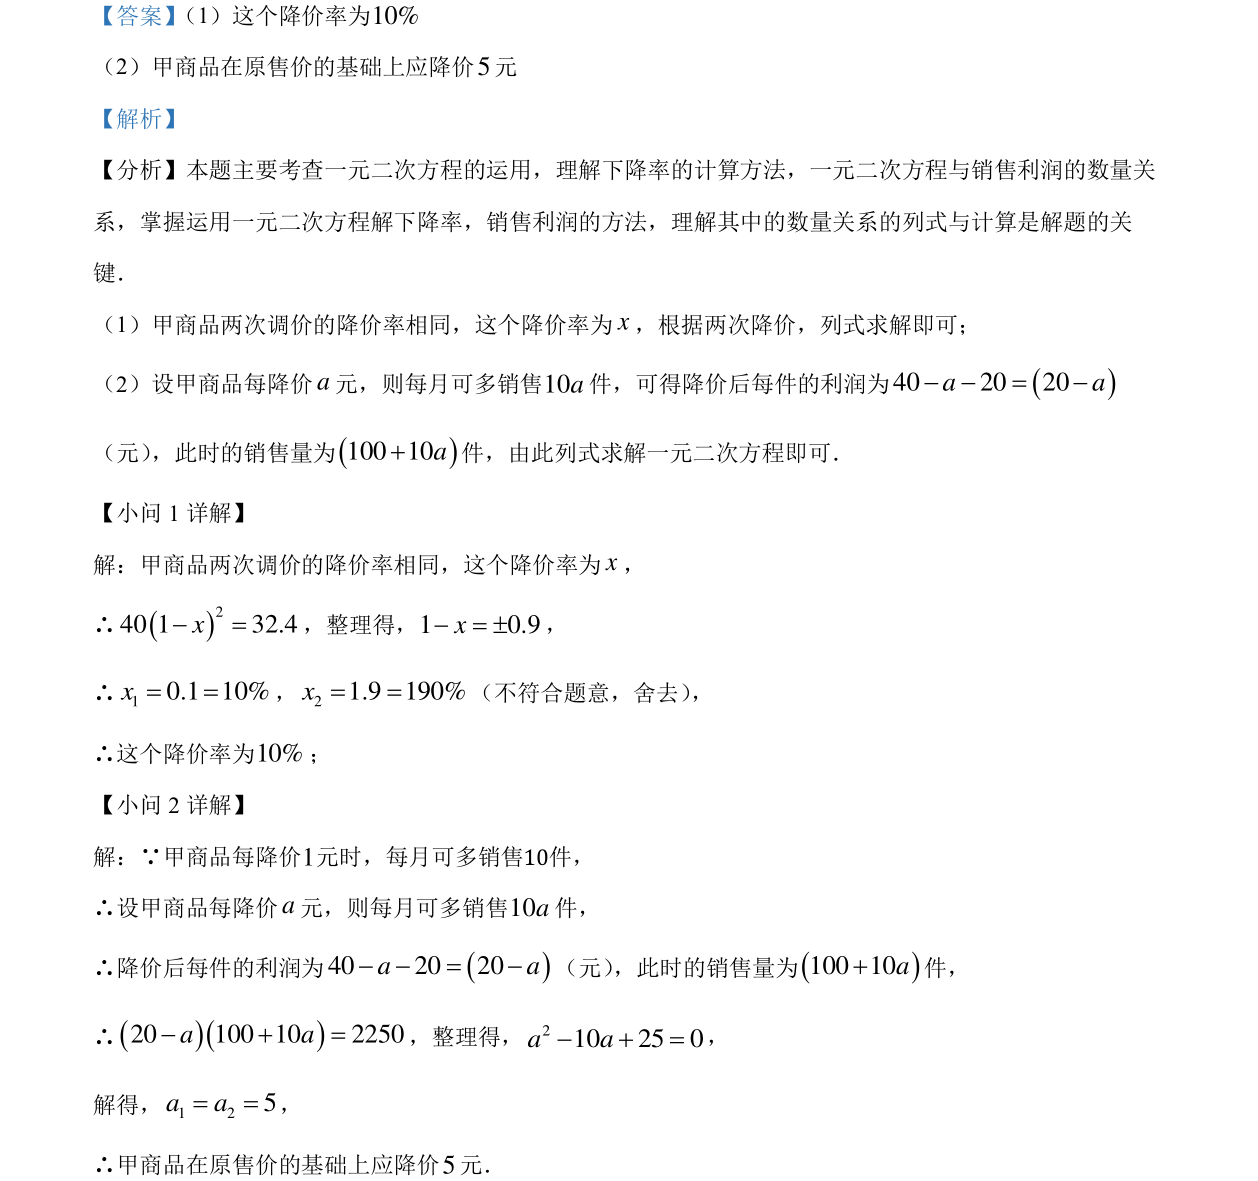 【答案】（1）这个降价率为10%
（2）甲商品在原售价的基础上应降价5元
【解析】
【分析】本题主要考查一元二次方程的运用，理解下降率的计算方法，一元二次方程与销售利润的数量关
系，掌握运用一元二次方程解下降率，销售利润的方法，理解其中的数量关系的列式与计算是解题的关
键．
（1）甲商品两次调价的降价率相同，这个降价率为x，根据两次降价，列式求解即可；
（2）设甲商品每降价a元，则每月可多销售10a件，可得降价后每件的利润为40−a−20=(20−a)
（元），此时的销售量为(100+10a)件，由此列式求解一元二次方程即可．
【小问1详解】
解：甲商品两次调价的降价率相同，这个降价率为x，
∴40(1−x)²=32.4，整理得，1−x=±0.9，
∴x₁=0.1=10%，x₂=1.9=190%（不符合题意，舍去），
∴这个降价率为10%；
【小问2详解】
解：∵甲商品每降价1元时，每月可多销售10件，
∴设甲商品每降价a元，则每月可多销售10a件，
∴降价后每件的利润为40−a−20=(20−a)（元），此时的销售量为(100+10a)件，
∴(20−a)(100+10a)=2250，整理得，a²−10a+25=0，
解得，a₁=a₂=5，
∴甲商品在原售价的基础上应降价5元．